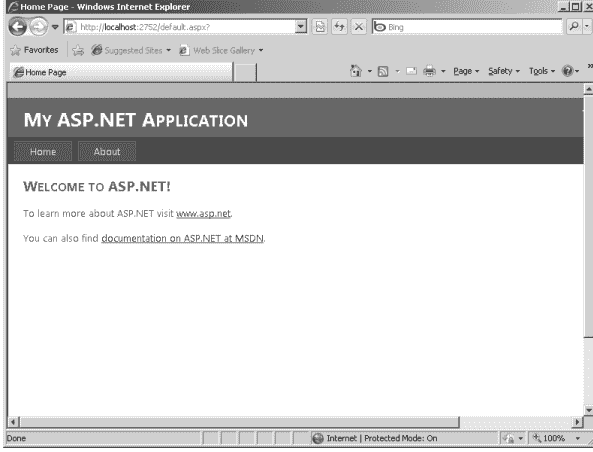 Home Page - Windows Internet Explorer
http://localhost:2752/default.aspx?
Bing
Favorites Suggested Sites Web Slice Gallery
Home Page
Page Safety Tools
MY ASP.NET APPLICATION
Home About
WELCOME TO ASP.NET!
To learn more about ASP.NET visit www.asp.net.
You can also find documentation on ASP.NET at MSDN.
Done Internet | Protected Mode: On 100%